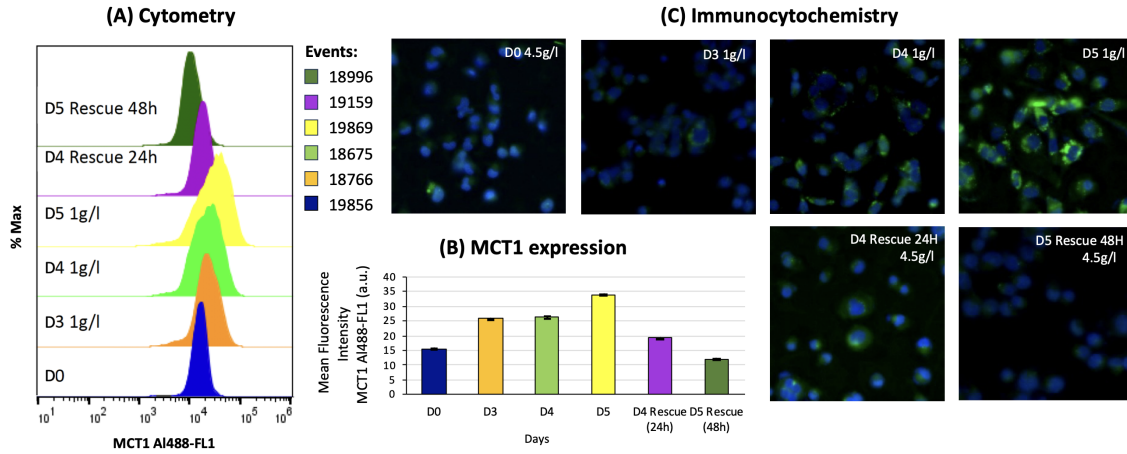 (A) Cytometry
% Max
D5 Rescue 48h
D4 Rescue 24h
D5 1g/l
D4 1g/l
D3 1g/l
D0
10^1 10^2 10^3 10^4 10^5 10^6
MCT1 Al488-FL1
Events:
18996
19159
19869
18675
18766
19856
(B) MCT1 expression
Mean Fluorescence
Intensity
MCT1 Al488-FL1 (a.u.)
40
35
30
25
20
15
10
5
0
D0 D3 D4 D5 D4 Rescue D5 Rescue
(24h) (48h)
Days
(C) Immunocytochemistry
D0 4.5g/l
D3 1g/l
D4 1g/l
D5 1g/l
D4 Rescue 24H
4.5g/l
D5 Rescue 48H
4.5g/l